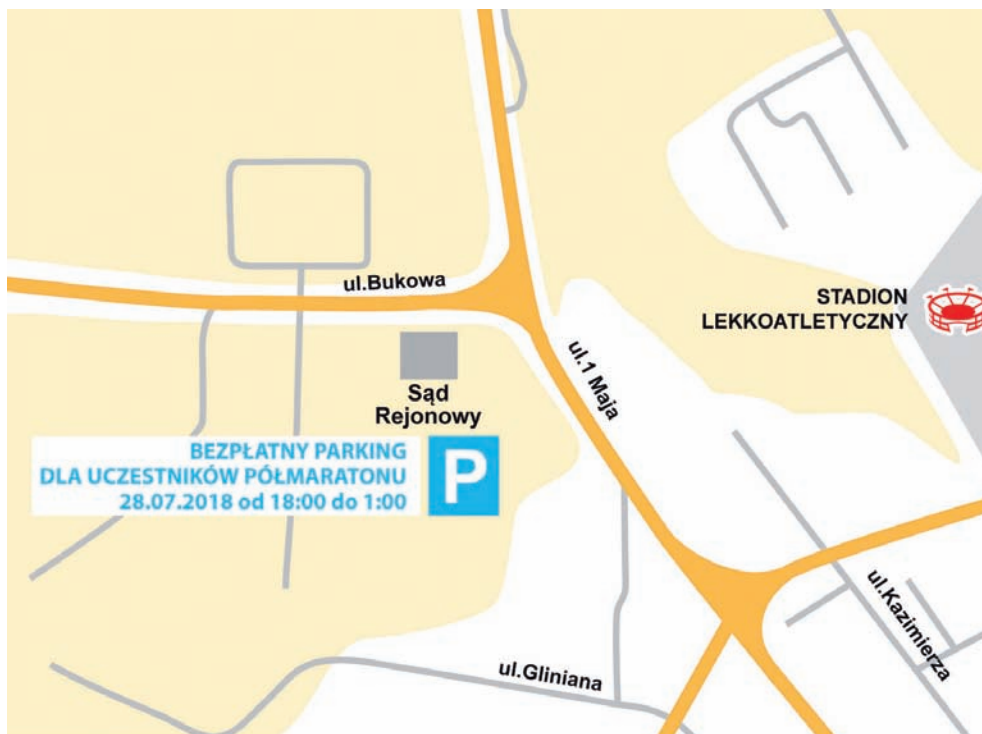 ul.Bukowa
STADION
LEKKOATLETYCZNY
ul.1 Maja
Sąd
Rejonowy
BEZPŁATNY PARKING
DLA UCZESTNIKÓW PÓŁMARATONU
28.07.2018 od 18:00 do 1:00
P
ul.Kazimierza
ul.Gliniana